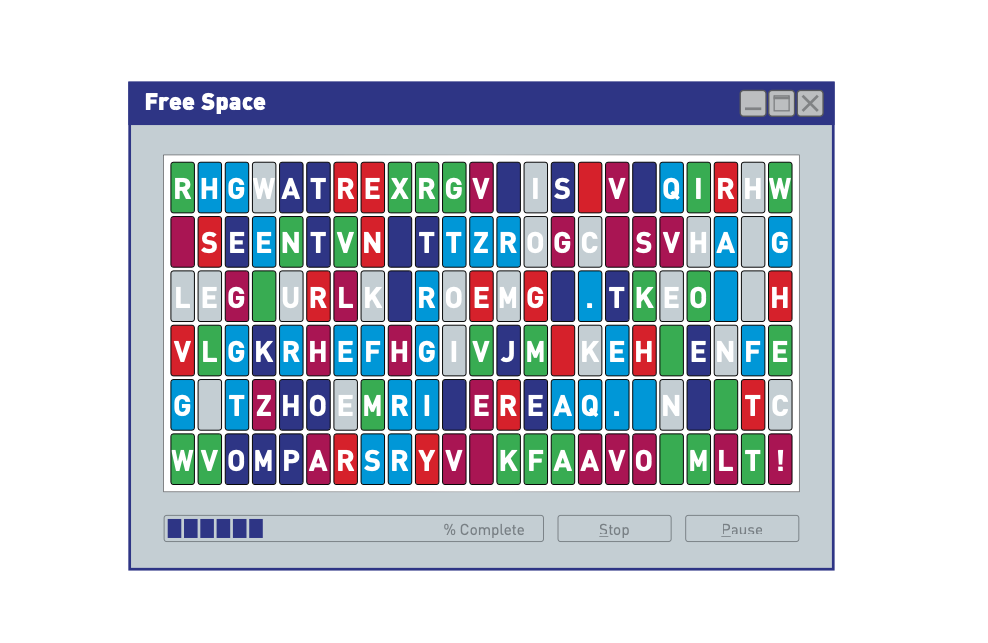 Free Space
RHGWATREXRGV IS V QIRHW
 SEENTVN TTZROGC SVHA G
LEG URLK ROEMG .TKEO  H
VLGKRHEFHGIVJM KEH ENFE
G TZHOEMRI EREAQ. N  TC
WVOMPARSRYV KFAAVO MLT!
% Complete Stop Pause